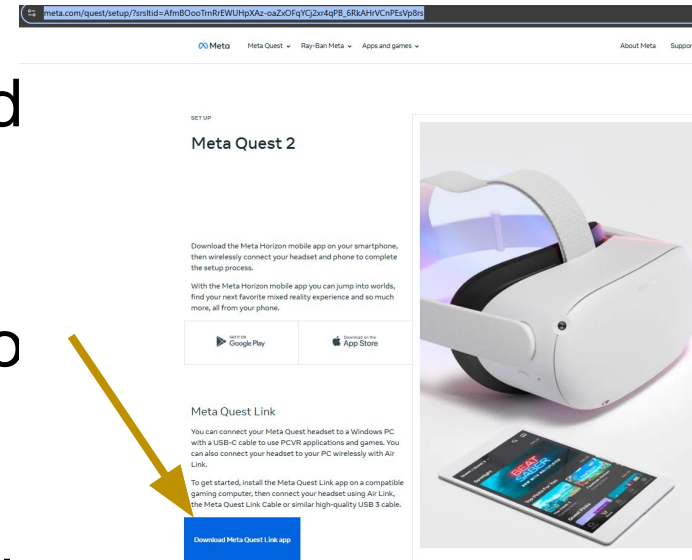 meta.com/quest/setup/?srsltid=AfmBOooTrnRrEWUHpXAz-oaZxOFqYCj2xr4qPB_6RkAHrVCnPEsVp8rs
Meta
Meta Quest
Ray-Ban Meta
Apps and games
About Meta
Suppor
d
SET UP
Meta Quest 2
Download the Meta Horizon mobile app on your smartphone,
then wirelessly connect your headset and phone to complete
the setup process.
With the Meta Horizon mobile app you can jump into worlds,
find your next favorite mixed reality experience and so much
more, all from your phone.
GET IT ON
Google Play
Download on the
App Store
Meta Quest Link
You can connect your Meta Quest headset to a Windows PC
with a USB-C cable to use PCVR applications and games. You
can also connect your headset to your PC wirelessly with Air
Link.
To get started, install the Meta Quest Link app on a compatible
gaming computer, then connect your headset using Air Link,
the Meta Quest Link Cable or similar high-quality USB 3 cable.
Download Meta Quest Link app
BEAT
SABER